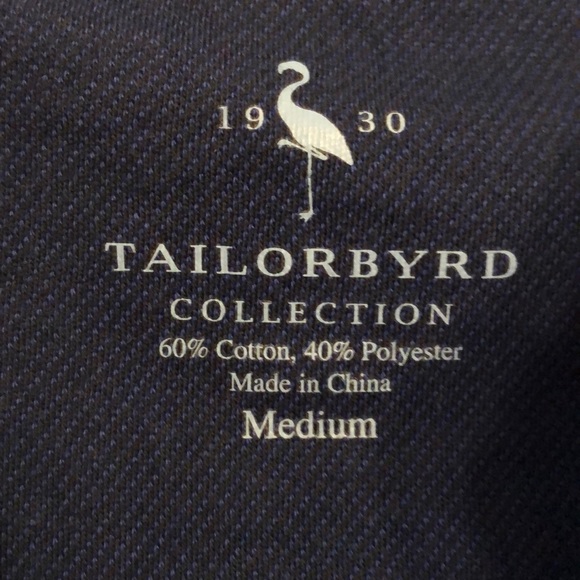 19 30
TAILORBYRD
COLLECTION
60% Cotton, 40% Polyester
Made in China
Medium